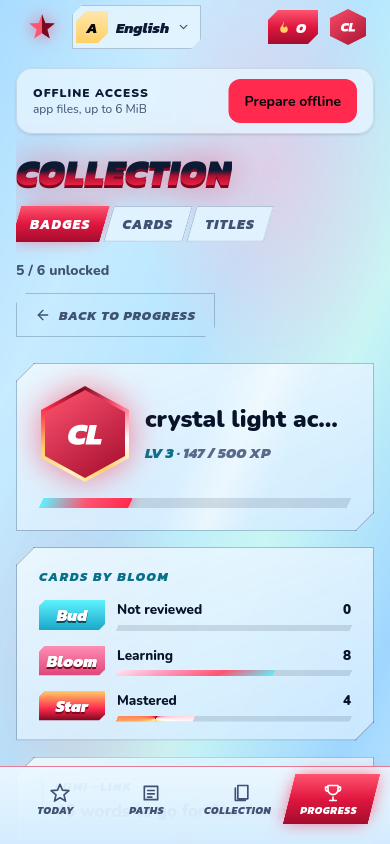 A English
0
CL
OFFLINE ACCESS
app files, up to 6 MiB
Prepare offline
COLLECTION
BADGES
CARDS
TITLES
5 / 6 unlocked
BACK TO PROGRESS
CL
crystal light ac...
LV 3 · 147 / 500 XP
CARDS BY BLOOM
Bud
Not reviewed
0
Bloom
Learning
8
Star
Mastered
4
TODAY
PATHS
COLLECTION
PROGRESS